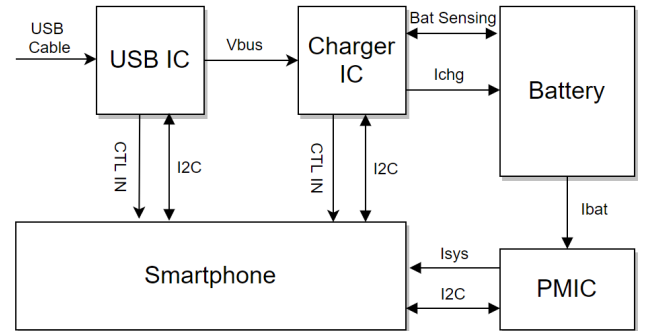 USB
Cable
USB IC
Vbus
Charger
IC
Bat Sensing
Ichg
Battery
CTL IN
I2C
CTL IN
I2C
Ibat
Smartphone
Isys
I2C
PMIC